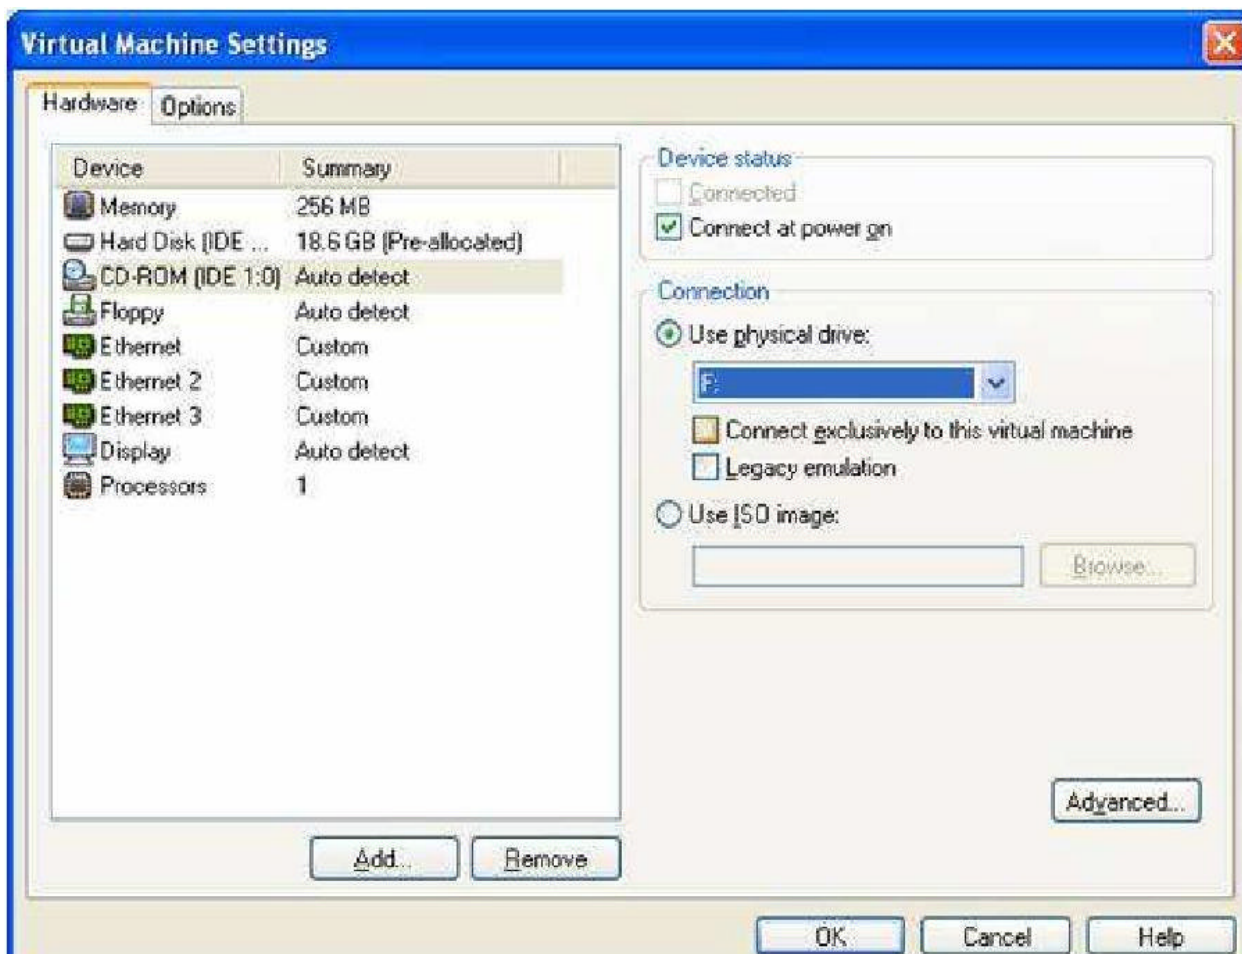 Virtual Machine Settings
Hardware Options
Device Summary
Memory 256 MB
Hard Disk (IDE ... 18.6 GB (Pre-allocated)
CD-ROM (IDE 1:0) Auto detect
Floppy Auto detect
Ethernet Custom
Ethernet 2 Custom
Ethernet 3 Custom
Display Auto detect
Processors 1
Add... Remove
Device status
Connected
Connect at power on
Connection
Use physical drive:
F:
Connect exclusively to this virtual machine
Legacy emulation
Use ISO image:
Browse...
Advanced...
OK Cancel Help